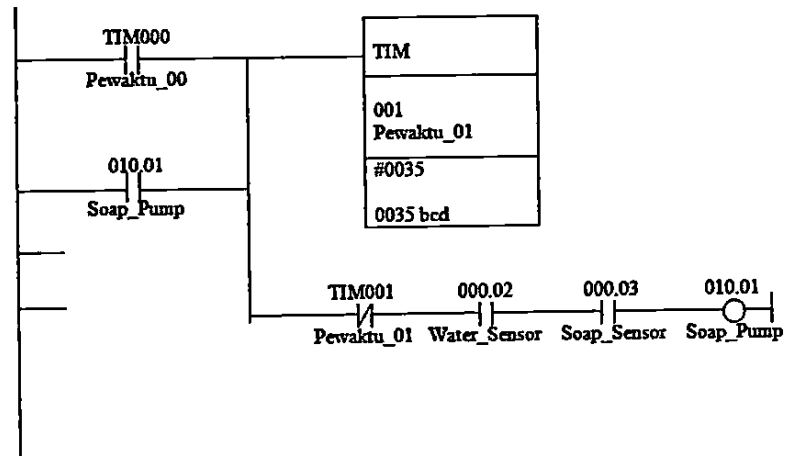 TIM000
Pewaktu_00
TIM
001
Pewaktu_01
#0035
0035 bcd
010.01
Soap_Pump
TIM001
Pewaktu_01
000.02
Water_Sensor
000.03
Soap_Sensor
010.01
Soap_Pump